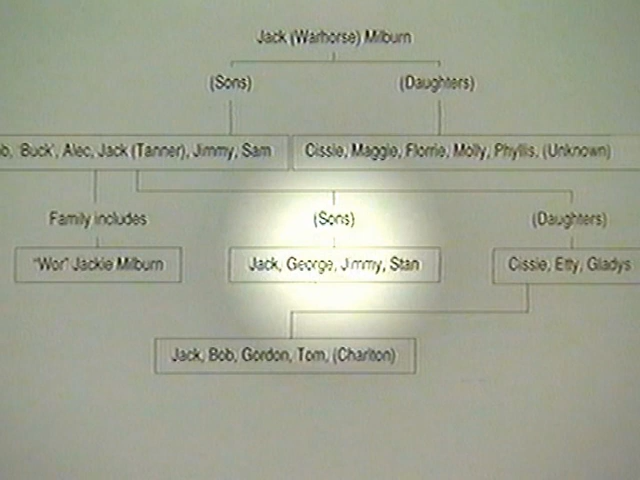 Jack (Warhorse) Milburn
(Sons) (Daughters)
'Buck', Alec, Jack (Tanner), Jimmy, Sam Cissie, Maggie, Florrie, Molly, Phyllis, (Unknown)
Family includes (Sons) (Daughters)
"Wor" Jackie Milburn Jack, George, Jimmy, Stan Cissie, Etty, Gladys
Jack, Bob, Gordon, Tom, (Charlton)